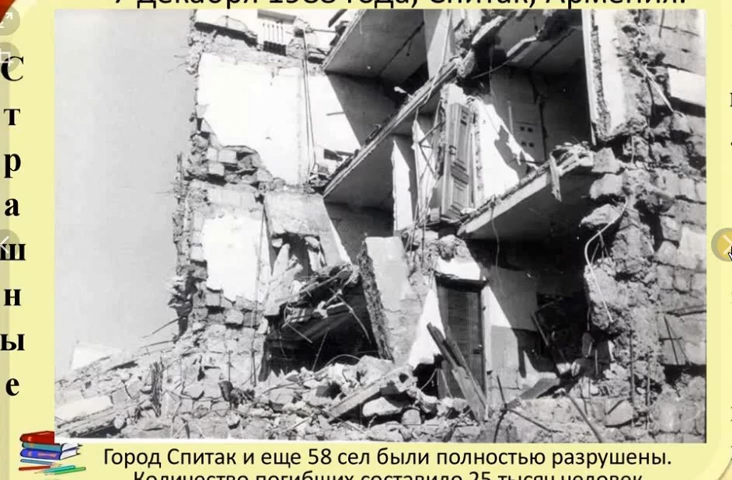 7 декабря 1988 года, Спитак, Армения.
С
т
р
а
ш
н
ы
е
Город Спитак и еще 58 сел были полностью разрушены.
Количество погибших составило 25 тысяч человек